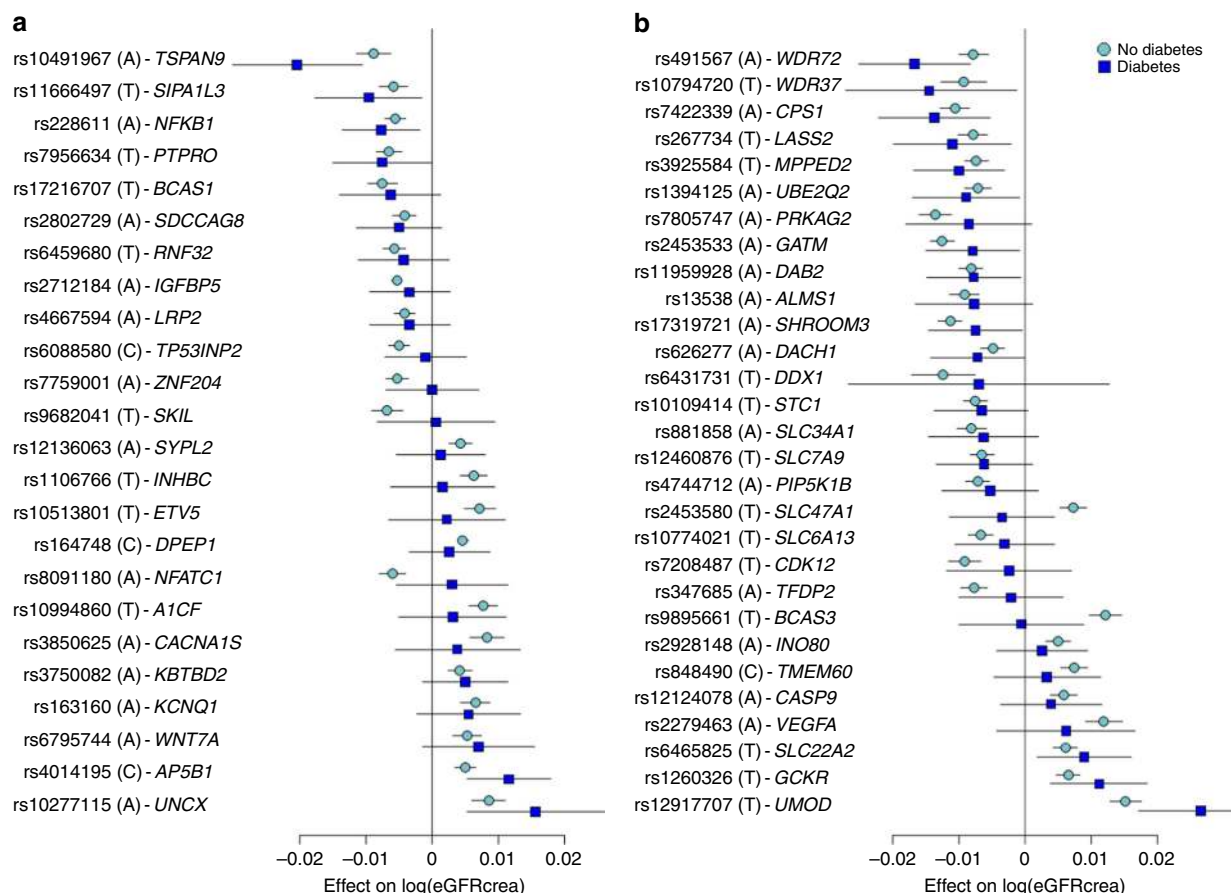 a
rs10491967 (A) - TSPAN9
rs11666497 (T) - SIPA1L3
rs228611 (A) - NFKB1
rs7956634 (T) - PTPRO
rs17216707 (T) - BCAS1
rs2802729 (A) - SDCCAG8
rs6459680 (T) - RNF32
rs2712184 (A) - IGFBP5
rs4667594 (A) - LRP2
rs6088580 (C) - TP53INP2
rs7759001 (A) - ZNF204
rs9682041 (T) - SKIL
rs12136063 (A) - SYPL2
rs1106766 (T) - INHBC
rs10513801 (T) - ETV5
rs164748 (C) - DPEP1
rs8091180 (A) - NFATC1
rs10994860 (T) - A1CF
rs3850625 (A) - CACNA1S
rs3750082 (A) - KBTBD2
rs163160 (A) - KCNQ1
rs6795744 (A) - WNT7A
rs4014195 (C) - AP5B1
rs10277115 (A) - UNCX
−0.02 −0.01 0 0.01 0.02
Effect on log(eGFRcrea)
b
No diabetes
Diabetes
rs491567 (A) - WDR72
rs10794720 (T) - WDR37
rs7422339 (A) - CPS1
rs267734 (T) - LASS2
rs3925584 (T) - MPPED2
rs1394125 (A) - UBE2Q2
rs7805747 (A) - PRKAG2
rs2453533 (A) - GATM
rs11959928 (A) - DAB2
rs13538 (A) - ALMS1
rs17319721 (A) - SHROOM3
rs626277 (A) - DACH1
rs6431731 (T) - DDX1
rs10109414 (T) - STC1
rs881858 (A) - SLC34A1
rs12460876 (T) - SLC7A9
rs4744712 (A) - PIP5K1B
rs2453580 (T) - SLC47A1
rs10774021 (T) - SLC6A13
rs7208487 (T) - CDK12
rs347685 (A) - TFDP2
rs9895661 (T) - BCAS3
rs2928148 (A) - INO80
rs848490 (C) - TMEM60
rs12124078 (A) - CASP9
rs2279463 (A) - VEGFA
rs6465825 (T) - SLC22A2
rs1260326 (T) - GCKR
rs12917707 (T) - UMOD
−0.02 −0.01 0 0.01 0.02
Effect on log(eGFRcrea)